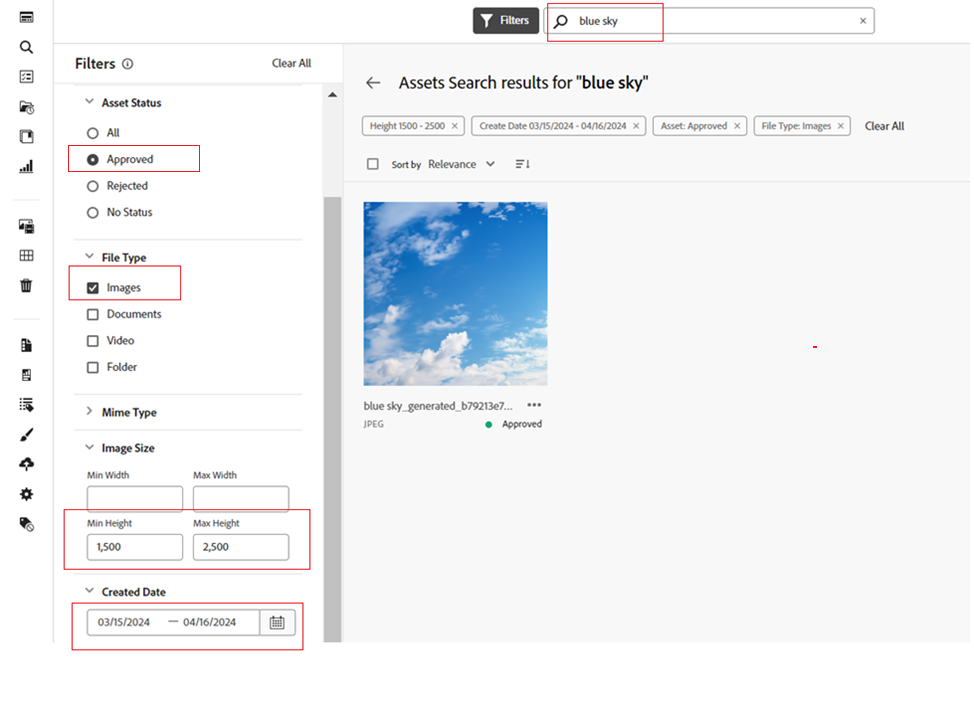 Filters
blue sky
×
Filters
Clear All
Asset Status
All
Approved
Rejected
No Status
File Type
Images
Documents
Video
Folder
Mime Type
Image Size
Min Width Max Width
Min Height Max Height
1,500 2,500
Created Date
03/15/2024 — 04/16/2024
Assets Search results for "blue sky"
Height 1500 - 2500 × Create Date 03/15/2024 - 04/16/2024 × Asset: Approved × File Type: Images × Clear All
Sort by Relevance
blue sky_generated_b79213e7... •••
JPEG Approved